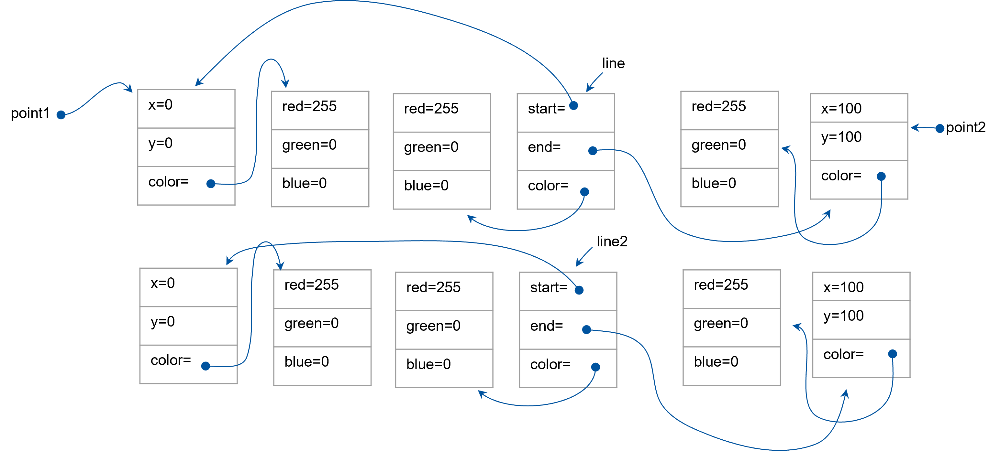 line
point1
x=0
y=0
color=
red=255
green=0
blue=0
red=255
green=0
blue=0
start=
end=
color=
red=255
green=0
blue=0
x=100
y=100
color=
point2
line2
x=0
y=0
color=
red=255
green=0
blue=0
red=255
green=0
blue=0
start=
end=
color=
red=255
green=0
blue=0
x=100
y=100
color=